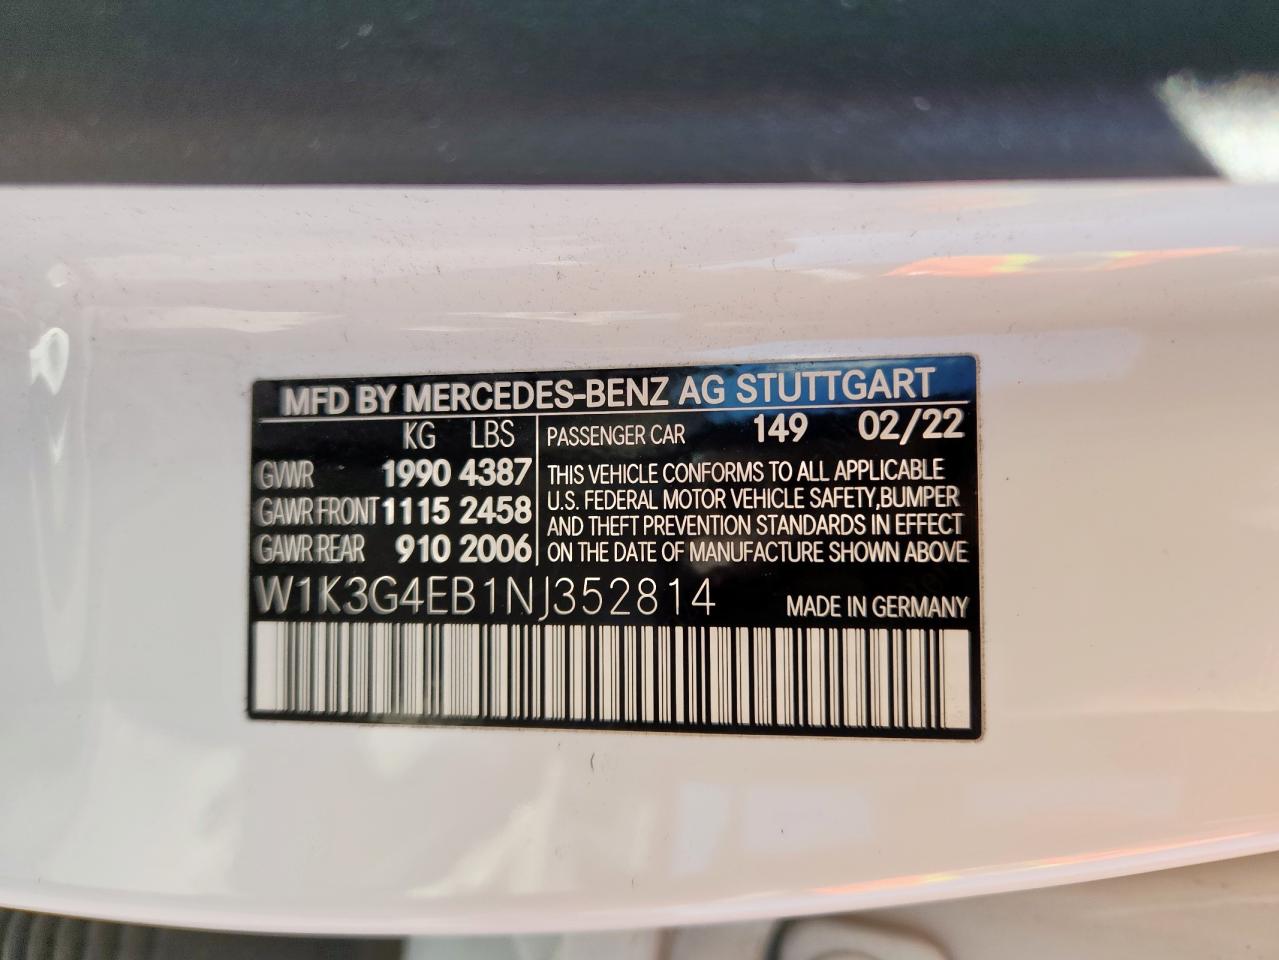 MFD BY MERCEDES-BENZ AG STUTTGART
KG LBS
GVWR 1990 4387
GAWR FRONT 1115 2458
GAWR REAR 910 2006
PASSENGER CAR 149 02/22
THIS VEHICLE CONFORMS TO ALL APPLICABLE
U.S. FEDERAL MOTOR VEHICLE SAFETY,BUMPER
AND THEFT PREVENTION STANDARDS IN EFFECT
ON THE DATE OF MANUFACTURE SHOWN ABOVE
W1K3G4EB1NJ352814
MADE IN GERMANY